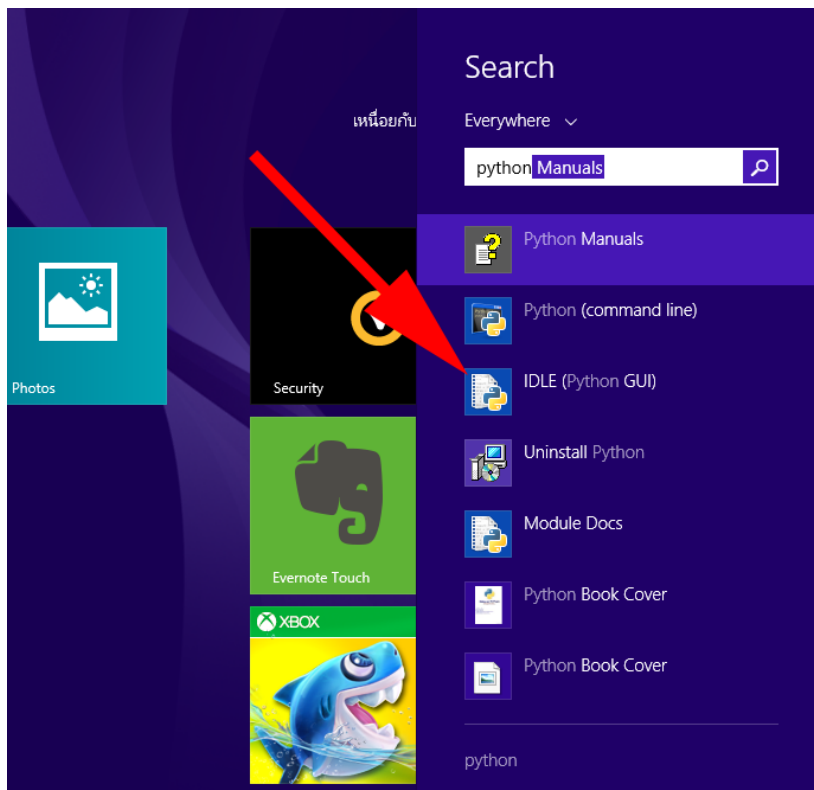 Search
เหนื่อยกับ
Everywhere
python Manuals
Python Manuals
Python (command line)
Photos
Security
IDLE (Python GUI)
Uninstall Python
Module Docs
Evernote Touch
Python Book Cover
XBOX
Python Book Cover
python